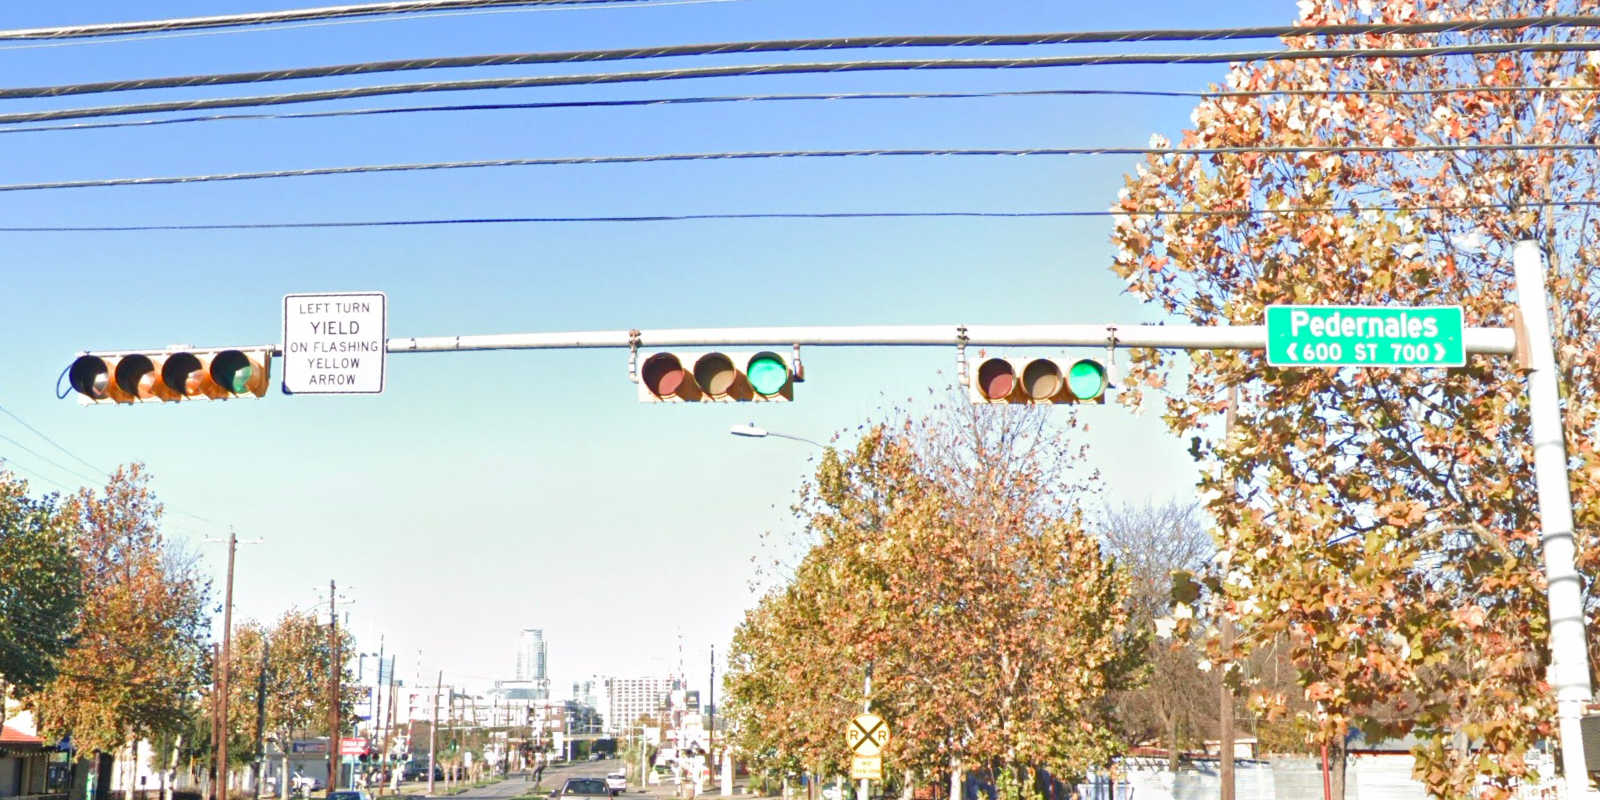 LEFT TURN
YIELD
ON FLASHING
YELLOW
ARROW
Pedernales
<600 ST 700>
R R